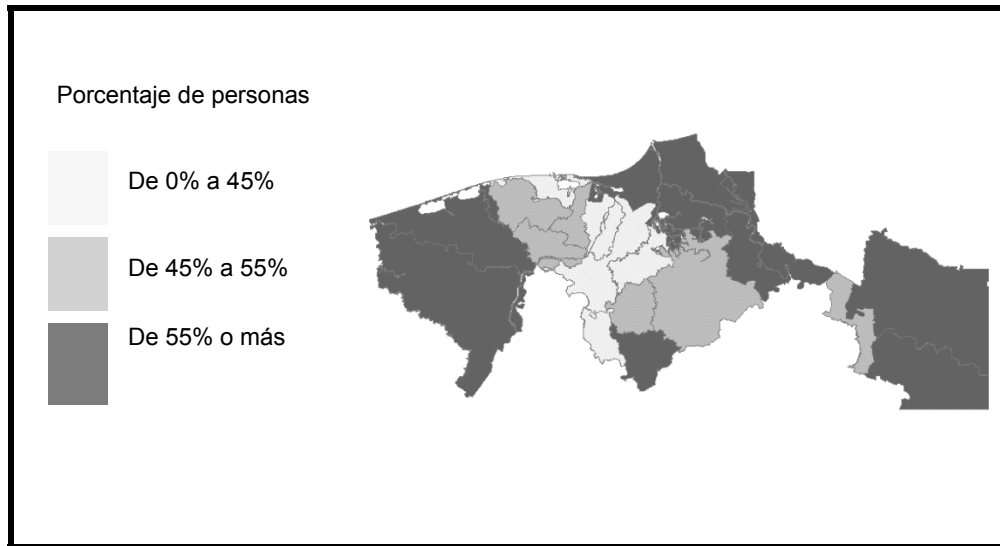 Porcentaje de personas
De 0% a 45%
De 45% a 55%
De 55% o más